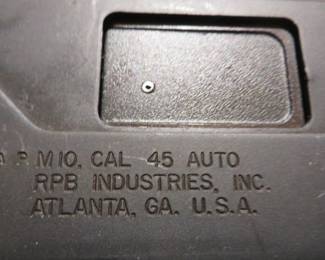 P. M10, CAL 45 AUTO
RPB INDUSTRIES, INC.
ATLANTA, GA. U.S.A.